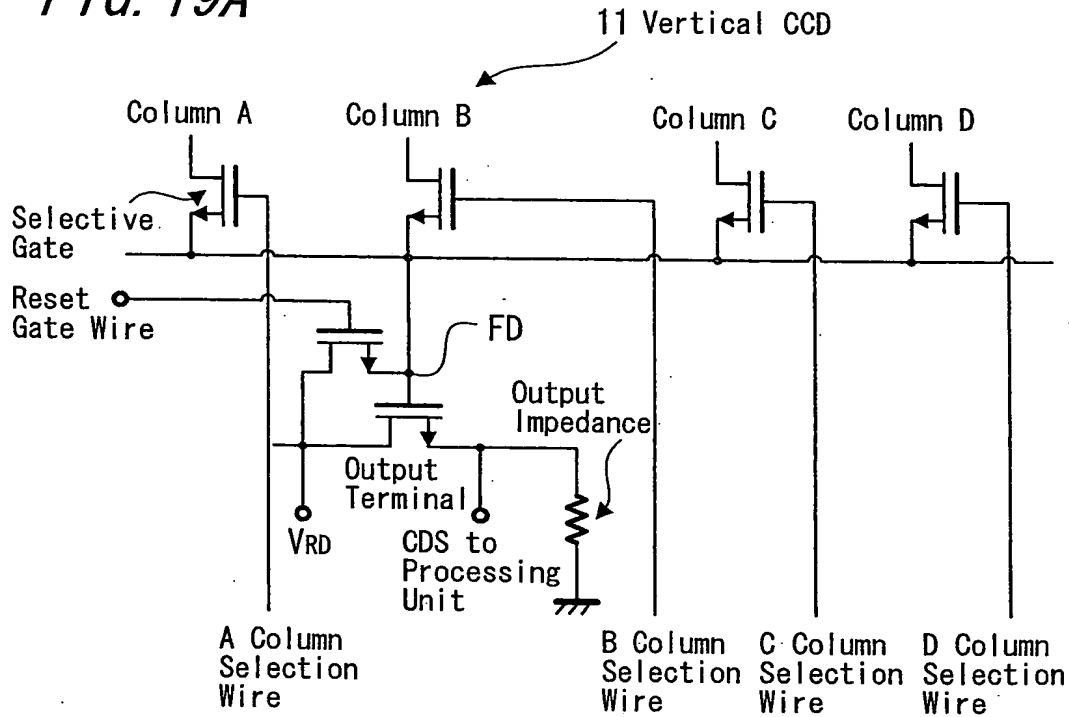 FIG. 19A
11 Vertical CCD
Column A
Column B
Column C
Column D
Selective
Gate
Reset
Gate Wire
FD
Output
Impedance
Output
Terminal
VRD
CDS to
Processing
Unit
A Column
Selection
Wire
B Column
Selection
Wire
C Column
Selection
Wire
D Column
Selection
Wire